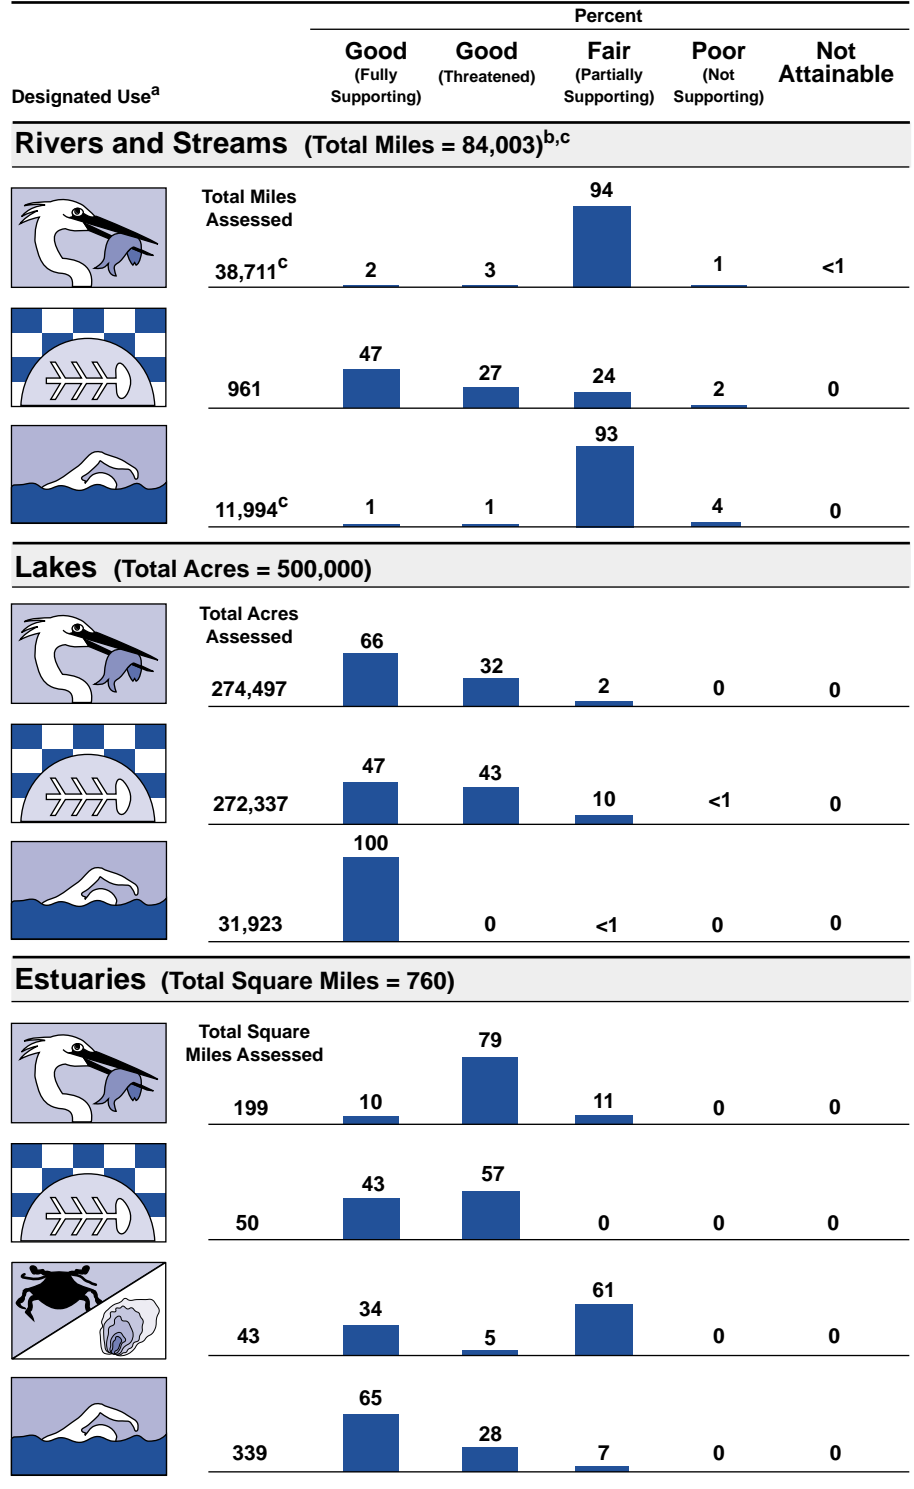 Percent
Designated Use^a
Good (Fully Supporting)
Good (Threatened)
Fair (Partially Supporting)
Poor (Not Supporting)
Not Attainable
Rivers and Streams (Total Miles = 84,003)^b,c
Total Miles Assessed
94
38,711^c 2 3 1 <1
47
27 24
961 2 0
93
11,994^c 1 1 4 0
Lakes (Total Acres = 500,000)
Total Acres Assessed
66
32
274,497 2 0 0
47 43
272,337 10 <1 0
100
31,923 0 <1 0 0
Estuaries (Total Square Miles = 760)
Total Square Miles Assessed
79
199 10 11 0 0
43 57
50 0 0 0
34 61
43 5 0 0
65
28
339 7 0 0